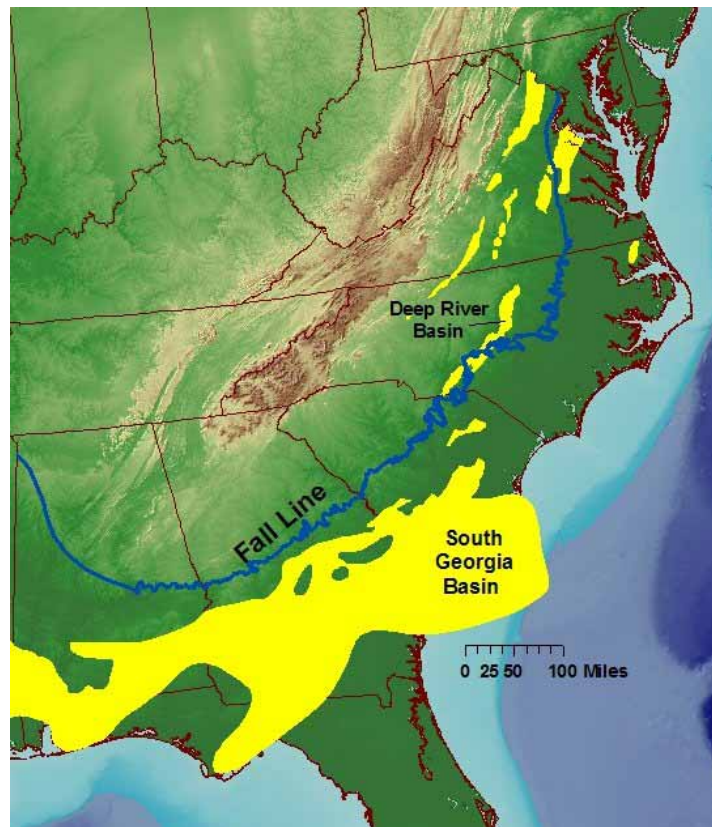 Deep River
Basin
Fall Line
South
Georgia
Basin
0 25 50 100 Miles